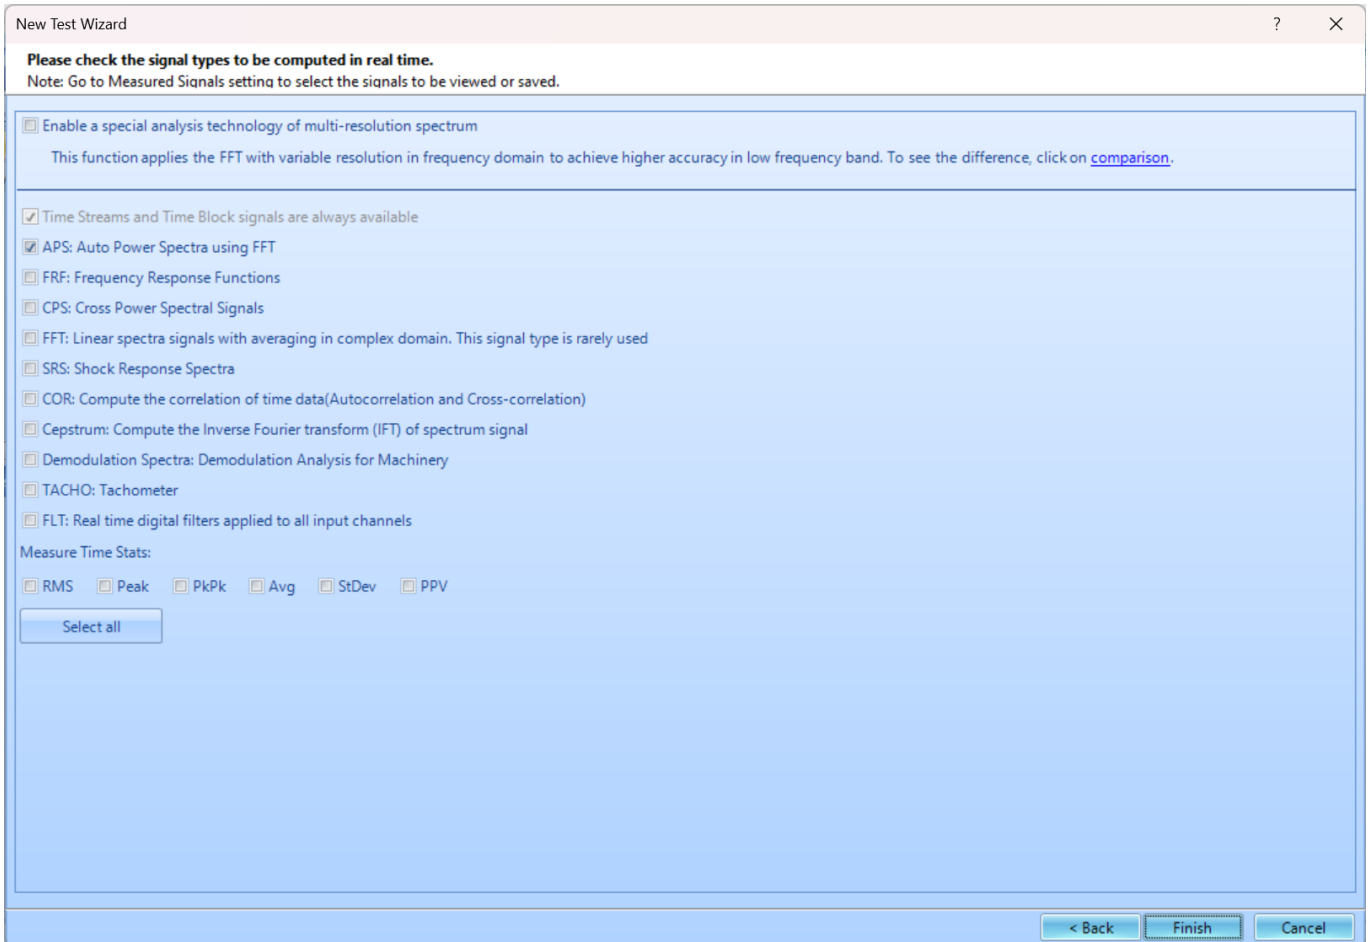 New Test Wizard
?
Please check the signal types to be computed in real time.
Note: Go to Measured Signals setting to select the signals to be viewed or saved.
Enable a special analysis technology of multi-resolution spectrum
This function applies the FFT with variable resolution in frequency domain to achieve higher accuracy in low frequency band. To see the difference, click on comparison.
Time Streams and Time Block signals are always available
APS: Auto Power Spectra using FFT
FRF: Frequency Response Functions
CPS: Cross Power Spectral Signals
FFT: Linear spectra signals with averaging in complex domain. This signal type is rarely used
SRS: Shock Response Spectra
COR: Compute the correlation of time data(Autocorrelation and Cross-correlation)
Cepstrum: Compute the Inverse Fourier transform (IFT) of spectrum signal
Demodulation Spectra: Demodulation Analysis for Machinery
TACHO: Tachometer
FLT: Real time digital filters applied to all input channels
Measure Time Stats:
RMS Peak PkPk Avg StDev PPV
Select all
< Back Finish Cancel